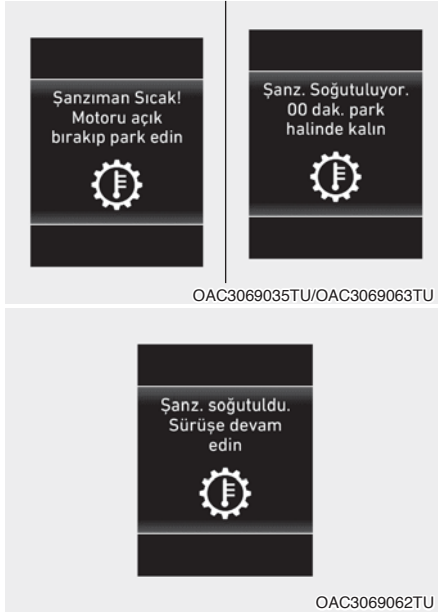 Şanzıman Sıcak!
Motoru açık
bırakıp park edin
Şanz. Soğutuluyor.
00 dak. park
halinde kalın
OAC3069035TU/OAC3069063TU
Şanz. soğutuldu.
Sürüşe devam
edin
OAC3069062TU